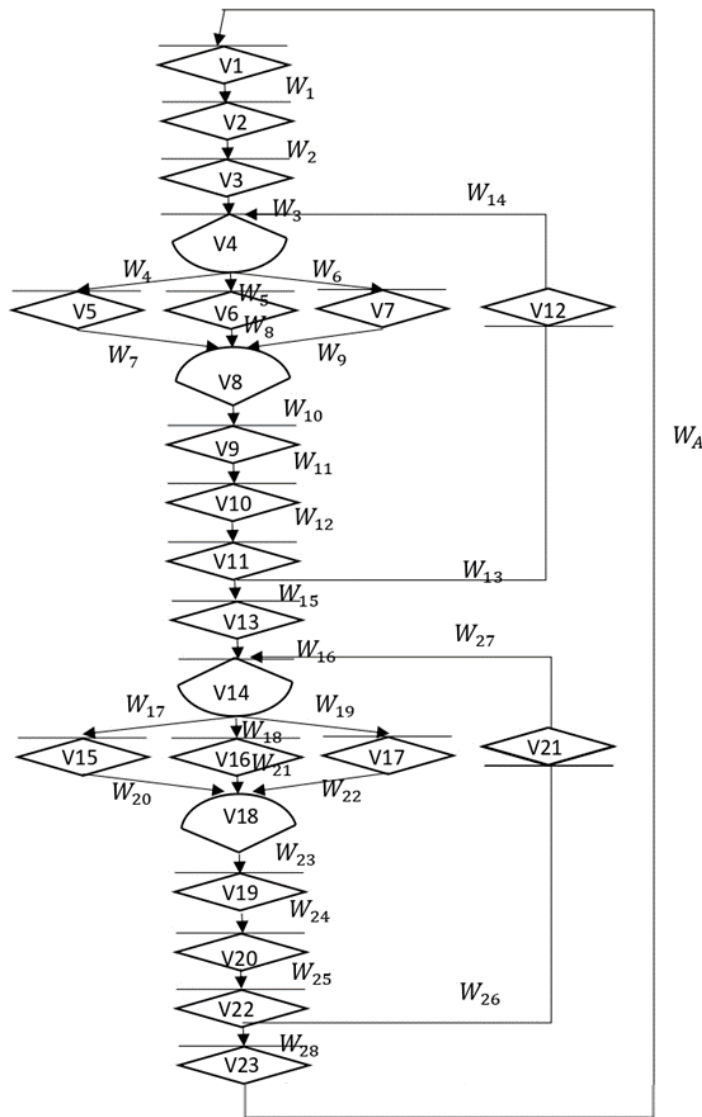 V1
W₁
V2
W₂
V3
W₃
W₁₄
V4
W₄
W₅
W₆
V5
V6
V7
V12
W₇
W₈
W₉
V8
W₁₀
V9
W₁₁
W_A
V10
W₁₂
V11
W₁₃
W₁₅
V13
W₁₆
W₂₇
V14
W₁₇
W₁₈
W₁₉
V15
V16
V17
V21
W₂₀
W₂₁
W₂₂
V18
W₂₃
V19
W₂₄
V20
W₂₅
W₂₆
V22
W₂₈
V23